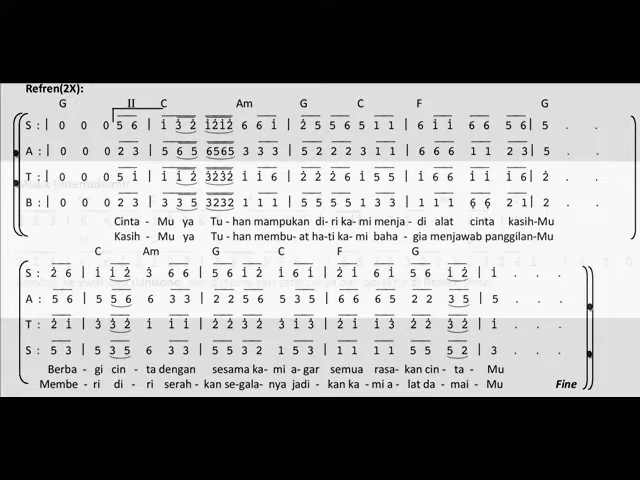 Refren(2X):
G II C Am G C F G
S : | 0 0 0 5 6 | 1 3 2 1212 6 6 1 | 2 5 5 6 5 1 1 | 6 1 1 6 6 5 6 | 5 . .
A : | 0 0 0 2 3 | 5 6 5 6565 3 3 3 | 5 2 2 2 3 1 1 | 6 6 6 1 1 2 3 | 5 . .
T : | 0 0 0 5 1 | 1 1 2 3232 1 1 6 | 2 2 2 6 1 5 5 | 1 1 1 6 6 1 1 1 6 | 2 . .
B : | 0 0 0 1 2 | 3 3 5 3232 1 1 1 | 5 5 5 5 1 3 3 | 1 1 1 6 6 2 1 | 2 . .
Cinta - Mu ya Tu - han mampukan di- ri ka - mi menja - di alat cinta kasih-Mu
Kasih - Mu ya Tu - han membu - at ha-ti ka- mi baha - gia menjawab panggilan-Mu
C Am G C F G
S : 2 6 | 1 1 2 3 6 6 | 5 6 1 2 1 6 1 | 2 1 6 1 5 6 1 2 | 1 . . .
A : 5 6 | 5 5 6 6 3 3 | 2 2 5 6 5 3 5 | 6 6 6 5 2 2 3 5 | 5 . . .
T : 2 1 | 3 3 2 1 1 1 | 5 2 3 2 3 1 3 | 2 1 1 3 2 2 3 2 | 1 . . .
S : 5 3 | 5 3 5 6 3 3 | 5 5 3 2 1 5 3 | 1 1 1 1 5 5 5 2 | 3 . . .
Berba - gi cin - ta dengan sesama ka - mi a-gar semua rasa-kan cin - ta - Mu
Membe - ri di - ri serah - kan segala- nya jadi - kan ka-mi a - lat da - mai- Mu Fine